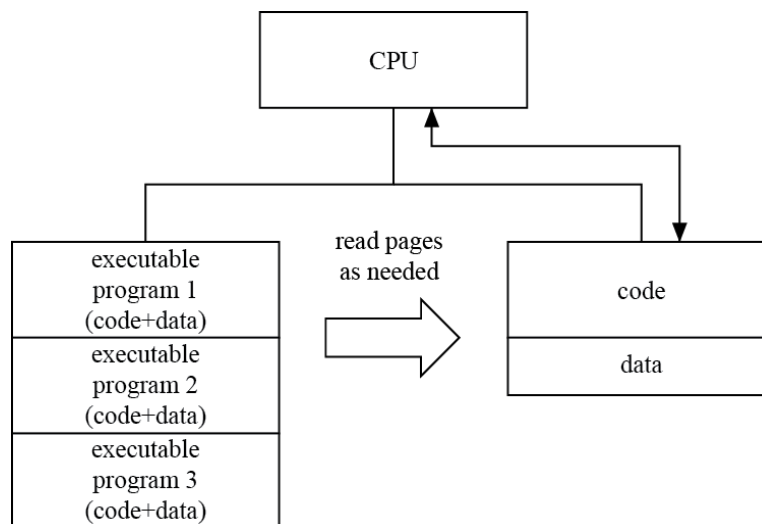 CPU
read pages
as needed
executable
program 1
(code+data)
executable
program 2
(code+data)
executable
program 3
(code+data)
code
data